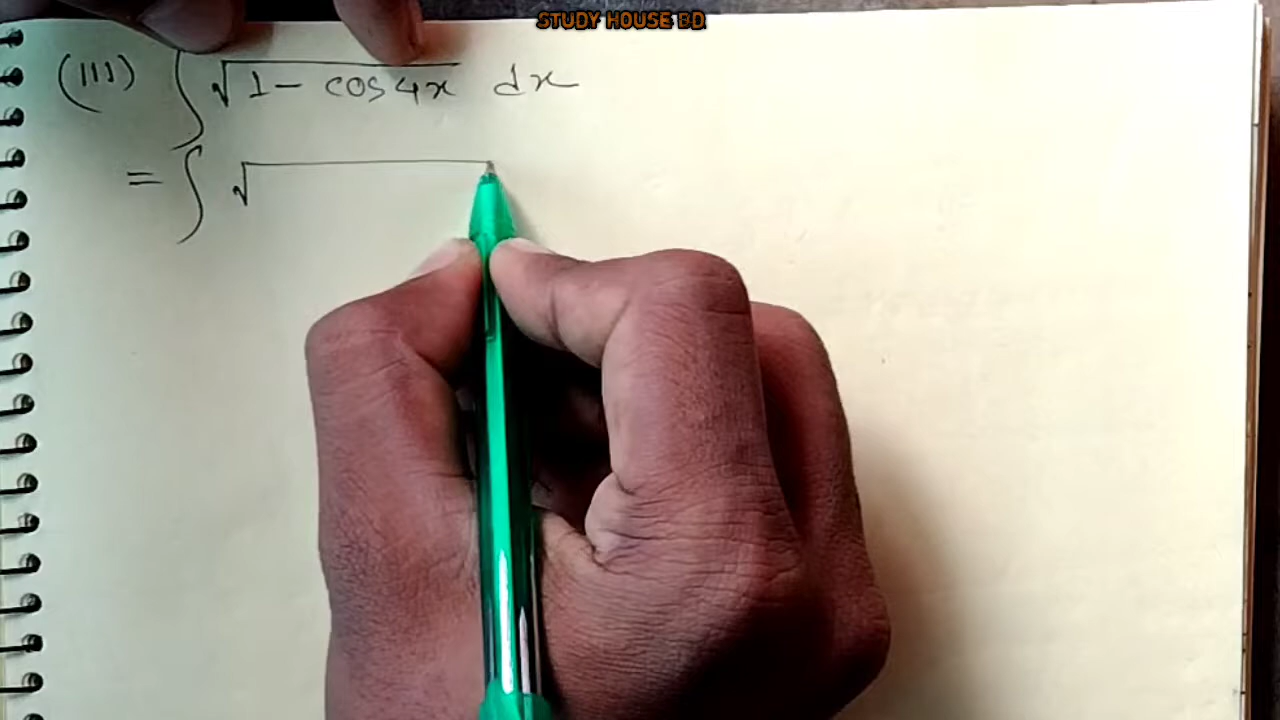 STUDY HOUSE BD
(III) ∫ √1 - cos4x dx
= ∫ √